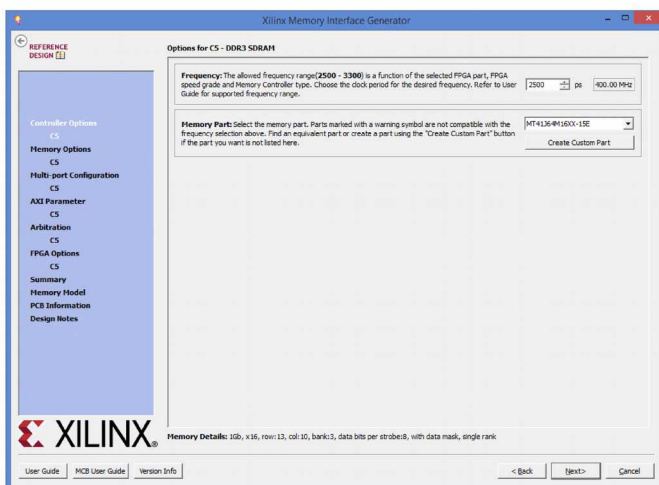 Xilinx Memory Interface Generator
REFERENCE
DESIGN
Controller Options
C5
Memory Options
C5
Multi-port Configuration
C5
AXI Parameter
C5
Arbitration
C5
FPGA Options
C5
Summary
Memory Model
PCB Information
Design Notes
XILINX®
Options for C5 - DDR3 SDRAM
Frequency: The allowed frequency range(2500 - 3300) is a function of the selected FPGA part, FPGA
speed grade and Memory Controller type. Choose the clock period for the desired frequency. Refer to User
Guide for supported frequency range.
2500 ps 400.00 MHz
Memory Part: Select the memory part. Parts marked with a warning symbol are not compatible with the
frequency selection above. Find an equivalent part or create a part using the "Create Custom Part" button
if the part you want is not listed here.
MT41J64M16XX-15E
Create Custom Part
Memory Details: 1Gb, x16, row:13, col:10, bank:3, data bits per strobe:8, with data mask, single rank
User Guide MCB User Guide Version Info < Back Next> Cancel